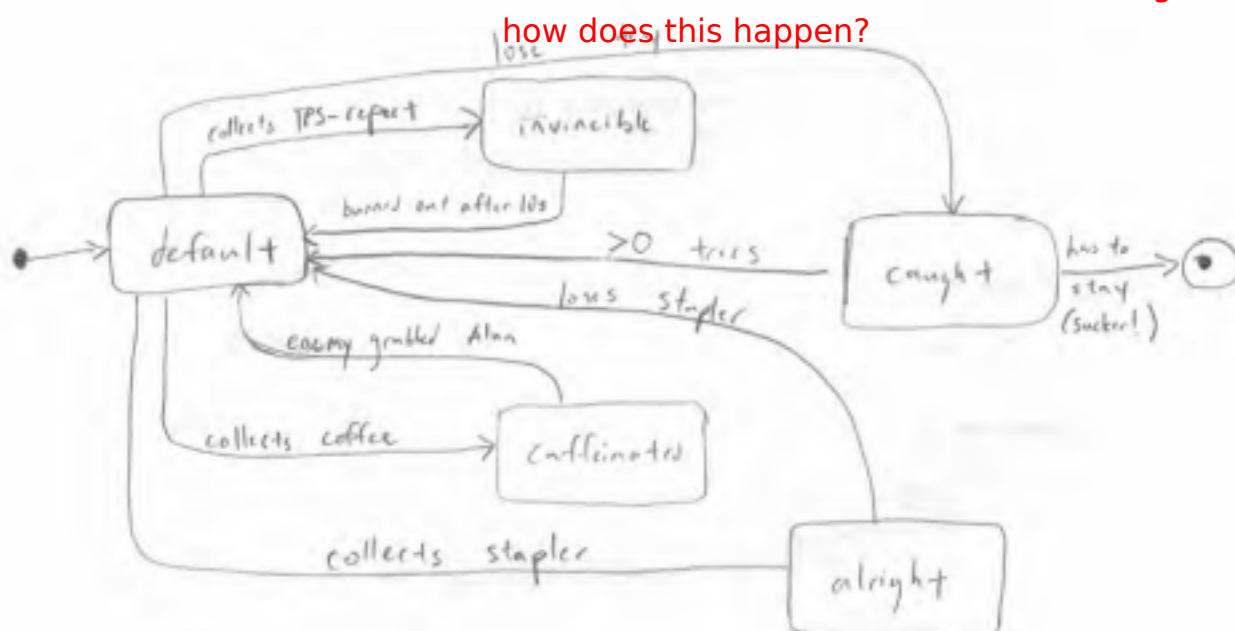 how does this happen?
lose
collects TPS-report
invincible
burned out after 10s
default
>0 tries
caught
has to
stay
(sucker!)
loses stapler
enemy grabbed Alan
collects coffee
caffeinated
collects stapler
alright